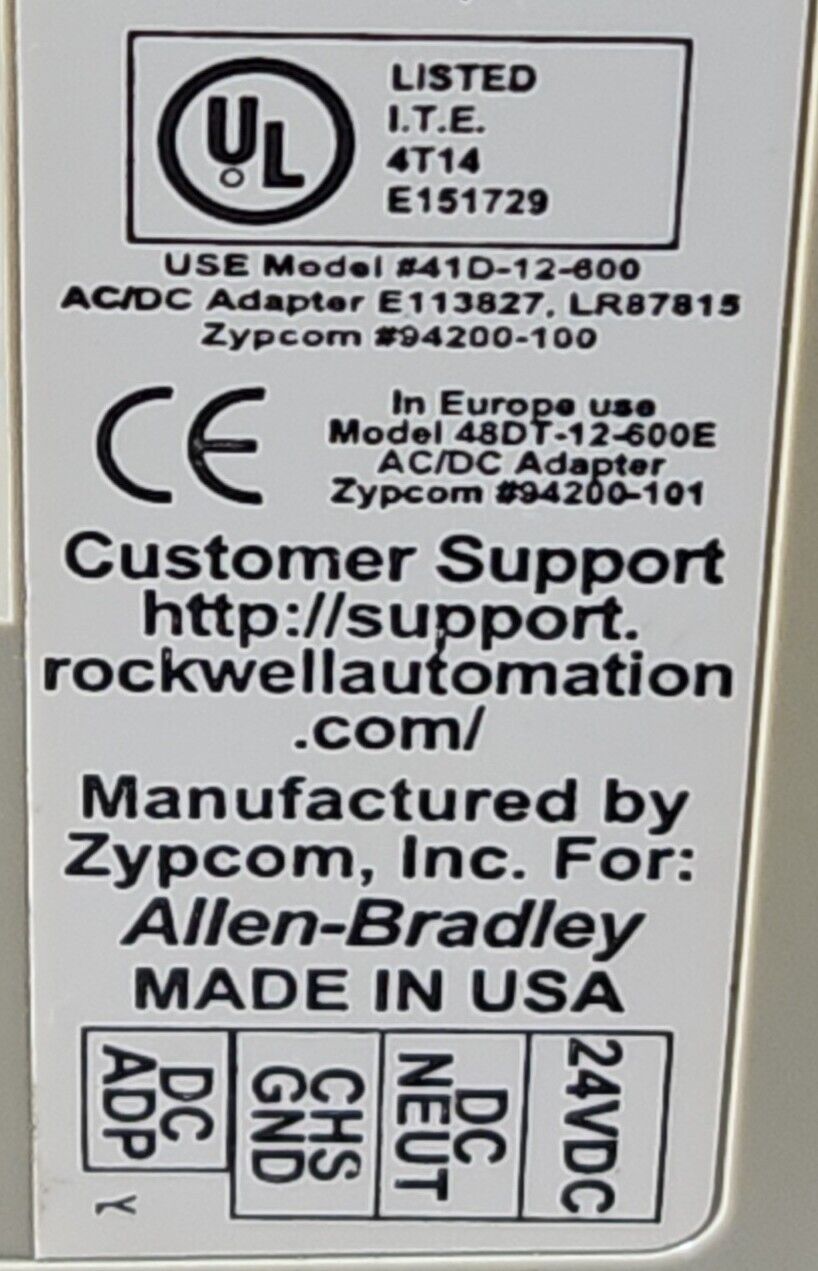 UL
LISTED
I.T.E.
4T14
E151729
USE Model #41D-12-600
AC/DC Adapter E113827, LR87815
Zypcom #94200-100
CE
In Europe use
Model 48DT-12-600E
AC/DC Adapter
Zypcom #94200-101
Customer Support
http://support.
rockwellautomation
.com/
Manufactured by
Zypcom, Inc. For:
Allen-Bradley
MADE IN USA
DC
ADP
CHS
GND
DC
NEUT
24VDC